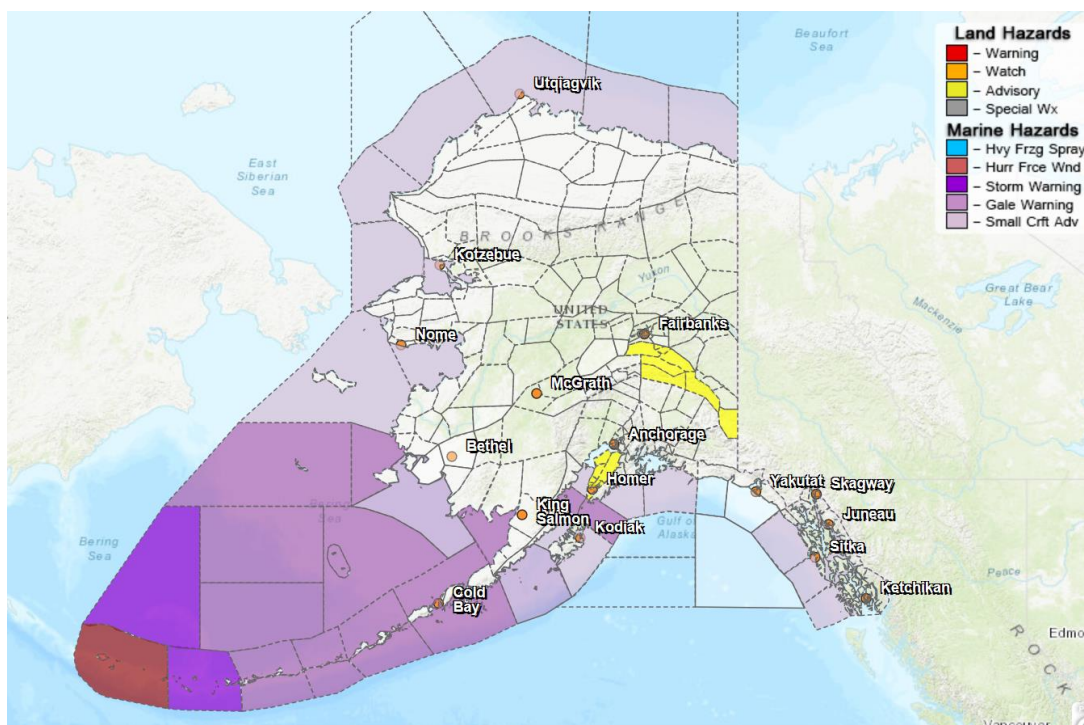 Beaufort
Sea
Land Hazards
– Warning
– Watch
– Advisory
– Special Wx
Marine Hazards
– Hvy Frzg Spray
– Hurr Frce Wnd
– Storm Warning
– Gale Warning
– Small Crft Adv
Utqiagvik
East
Siberian
Sea
BROOKS RANGE
Kotzebue
Yukon
Great Bear
Lake
Mackenzie
UNITED
STATES
Fairbanks
Nome
McGrath
Anchorage
Bethel
Homer
Yakutat
Skagway
King
Salmon
Kodiak
Gulf of
Alaska
Juneau
Bering
Sea
Bering
Sea
Sitka
Peace
Ketchikan
Cold
Bay
Edmo
ROCK
Vancouver